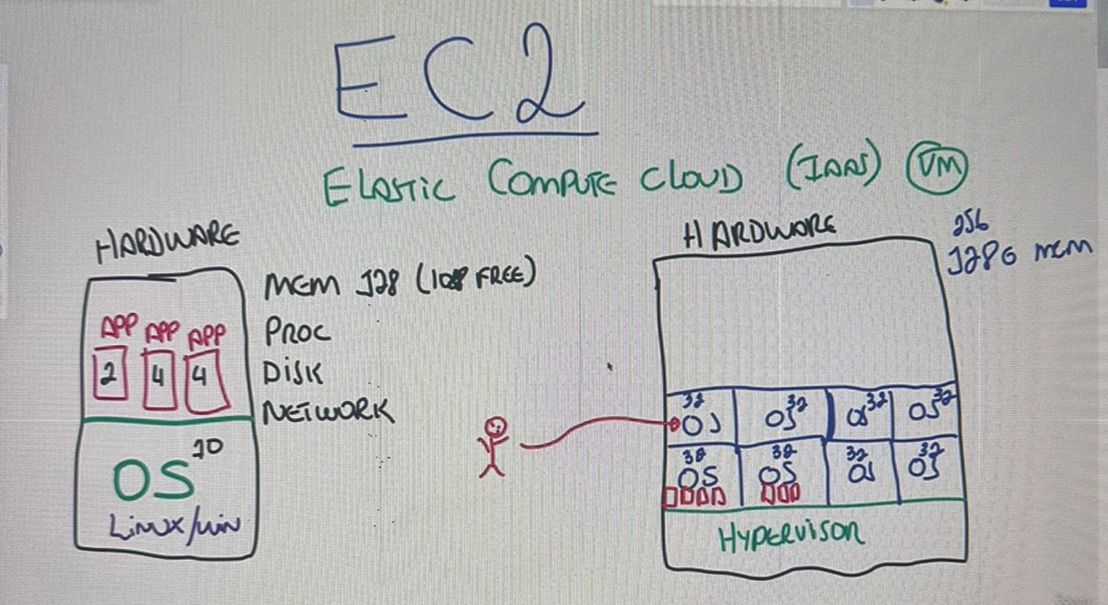 EC2
ELASTIC COMPUTE CLOUD (IAAS) VM
HARDWARE
MEM 128 (108 FREE)
APP APP APP
PROC
2 4 4
DISK
NETWORK
OS 10
LINUX/WIN
HARDWARE
256
128G MEM
32 OS OS 32 OS 32 OS 32
32 OS 32 OS 32 OS 32 OS
HYPERVISOR